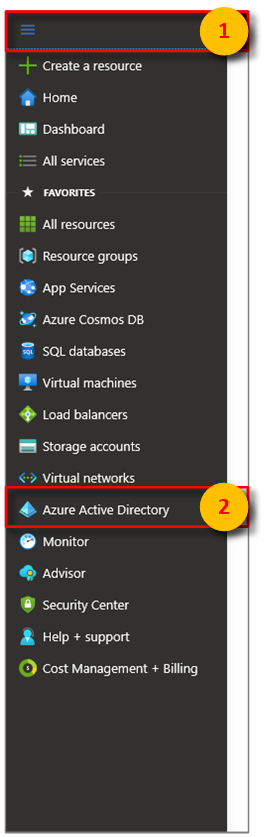 1
Create a resource
Home
Dashboard
All services
FAVORITES
All resources
Resource groups
App Services
Azure Cosmos DB
SQL
SQL databases
Virtual machines
Load balancers
Storage accounts
Virtual networks
Azure Active Directory
2
Monitor
Advisor
Security Center
Help + support
Cost Management + Billing